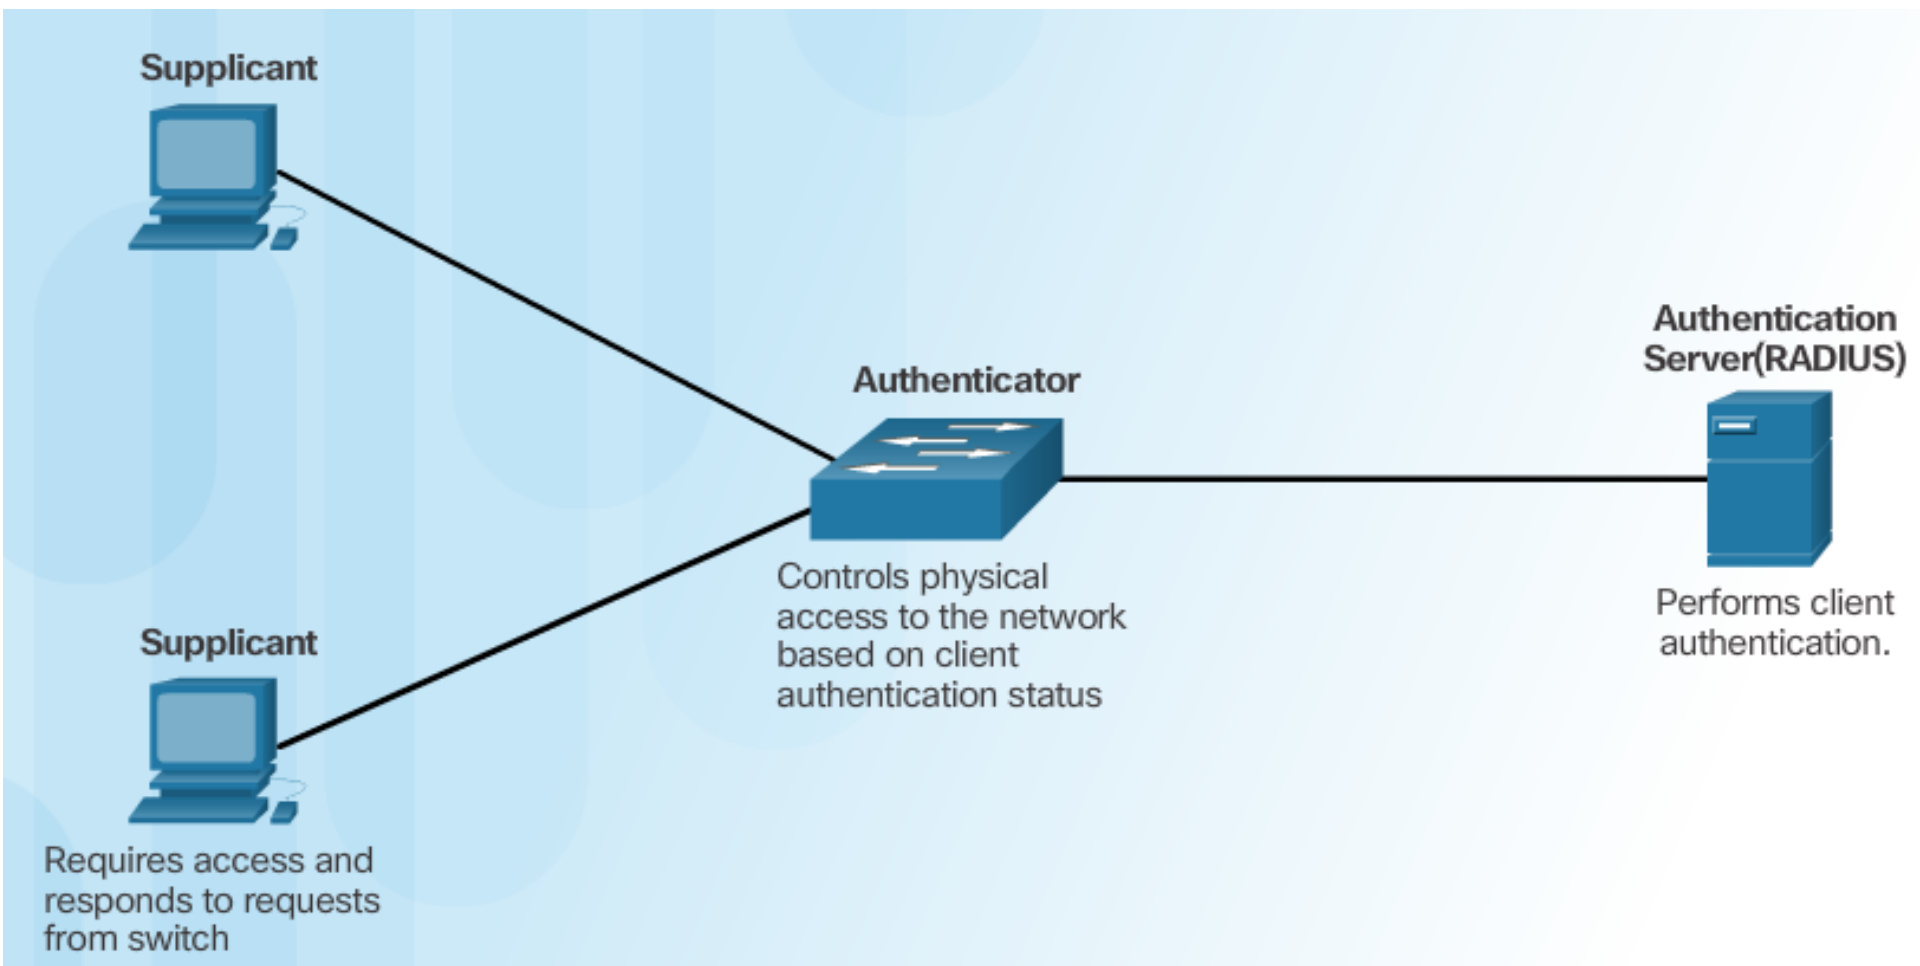 Supplicant
Authenticator
Controls physical
access to the network
based on client
authentication status
Authentication
Server(RADIUS)
Performs client
authentication.
Supplicant
Requires access and
responds to requests
from switch